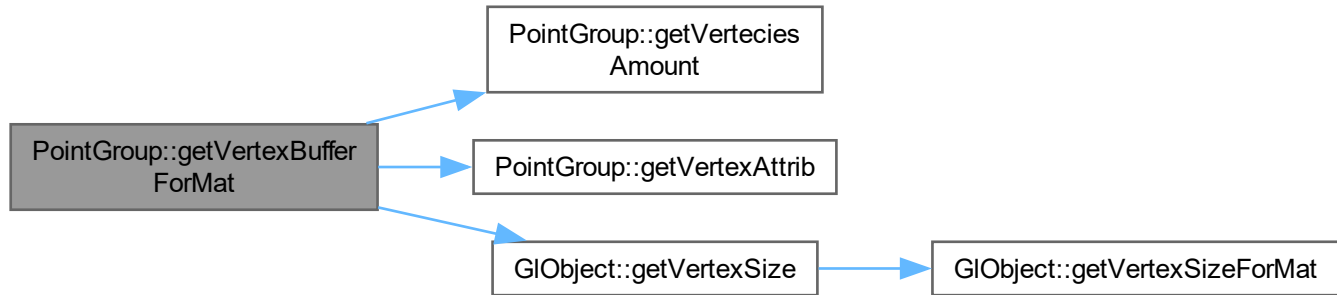 PointGroup::getVertecies
Amount
PointGroup::getVertexBuffer
ForMat
PointGroup::getVertexAttrib
GlObject::getVertexSize
GlObject::getVertexSizeForMat